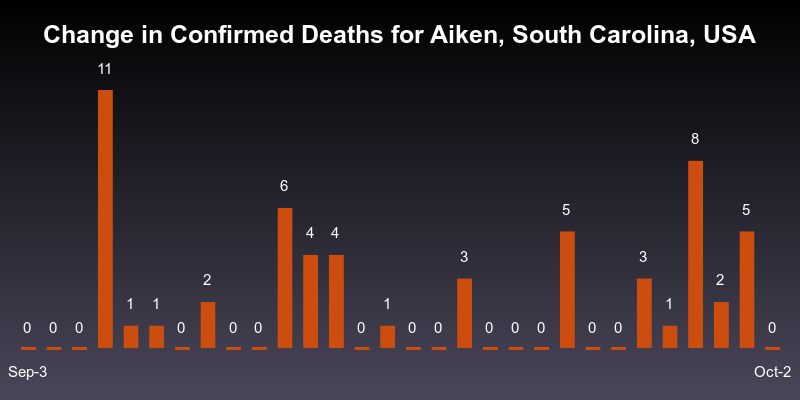 Change in Confirmed Deaths for Aiken, South Carolina, USA
0 0 0 11 1 1 0 2 0 0 6 4 4 0 1 0 0 3 0 0 0 5 0 0 3 1 8 2 5 0
Sep-3 Oct-2